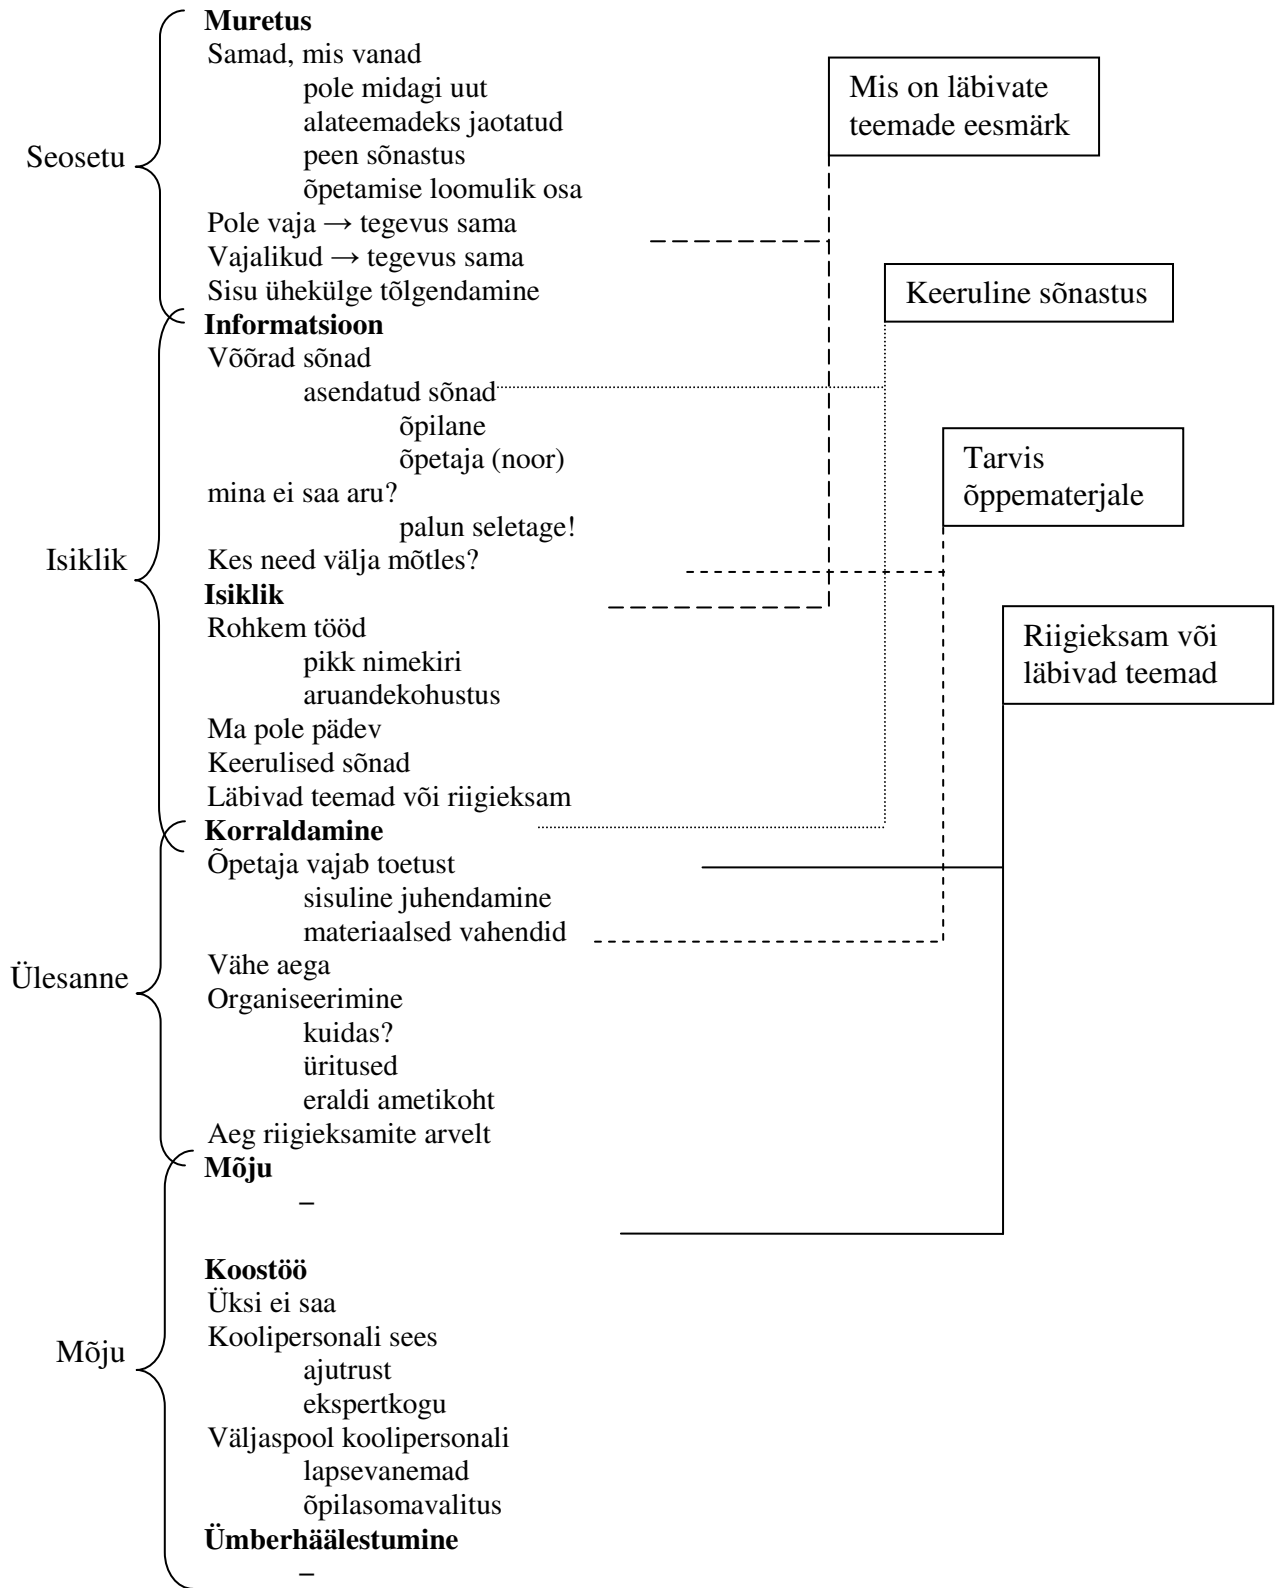 Muretus
Samad, mis vanad
pole midagi uut
alateemadeks jaotatud
peen sõnastus
õpetamise loomulik osa
Pole vaja → tegevus sama
Vajalikud → tegevus sama
Sisu ühekülge tõlgendamine
Seosetu
Informatsioon
Võõrad sõnad
asendatud sõnad
õpilane
õpetaja (noor)
mina ei saa aru?
palun seletage!
Kes need välja mõtles?
Isiklik
Isiklik
Rohkem tööd
pikk nimekiri
aruandekohustus
Ma pole pädev
Keerulised sõnad
Läbivad teemad või riigieksam
Korraldamine
Õpetaja vajab toetust
sisuline juhendamine
materiaalsed vahendid
Vähe aega
Ülesanne
Organiseerimine
kuidas?
üritused
eraldi ametikoht
Aeg riigieksamite arvelt
Mõju
–
Koostöö
Üksi ei saa
Koolipersonali sees
Mõju
ajutrust
ekspertkogu
Väljaspool koolipersonali
lapsevanemad
õpilasomavalitus
Ümberhäälestumine
–
Mis on läbivate
teemade eesmärk
Keeruline sõnastus
Tarvis
õppematerjale
Riigieksam või
läbivad teemad